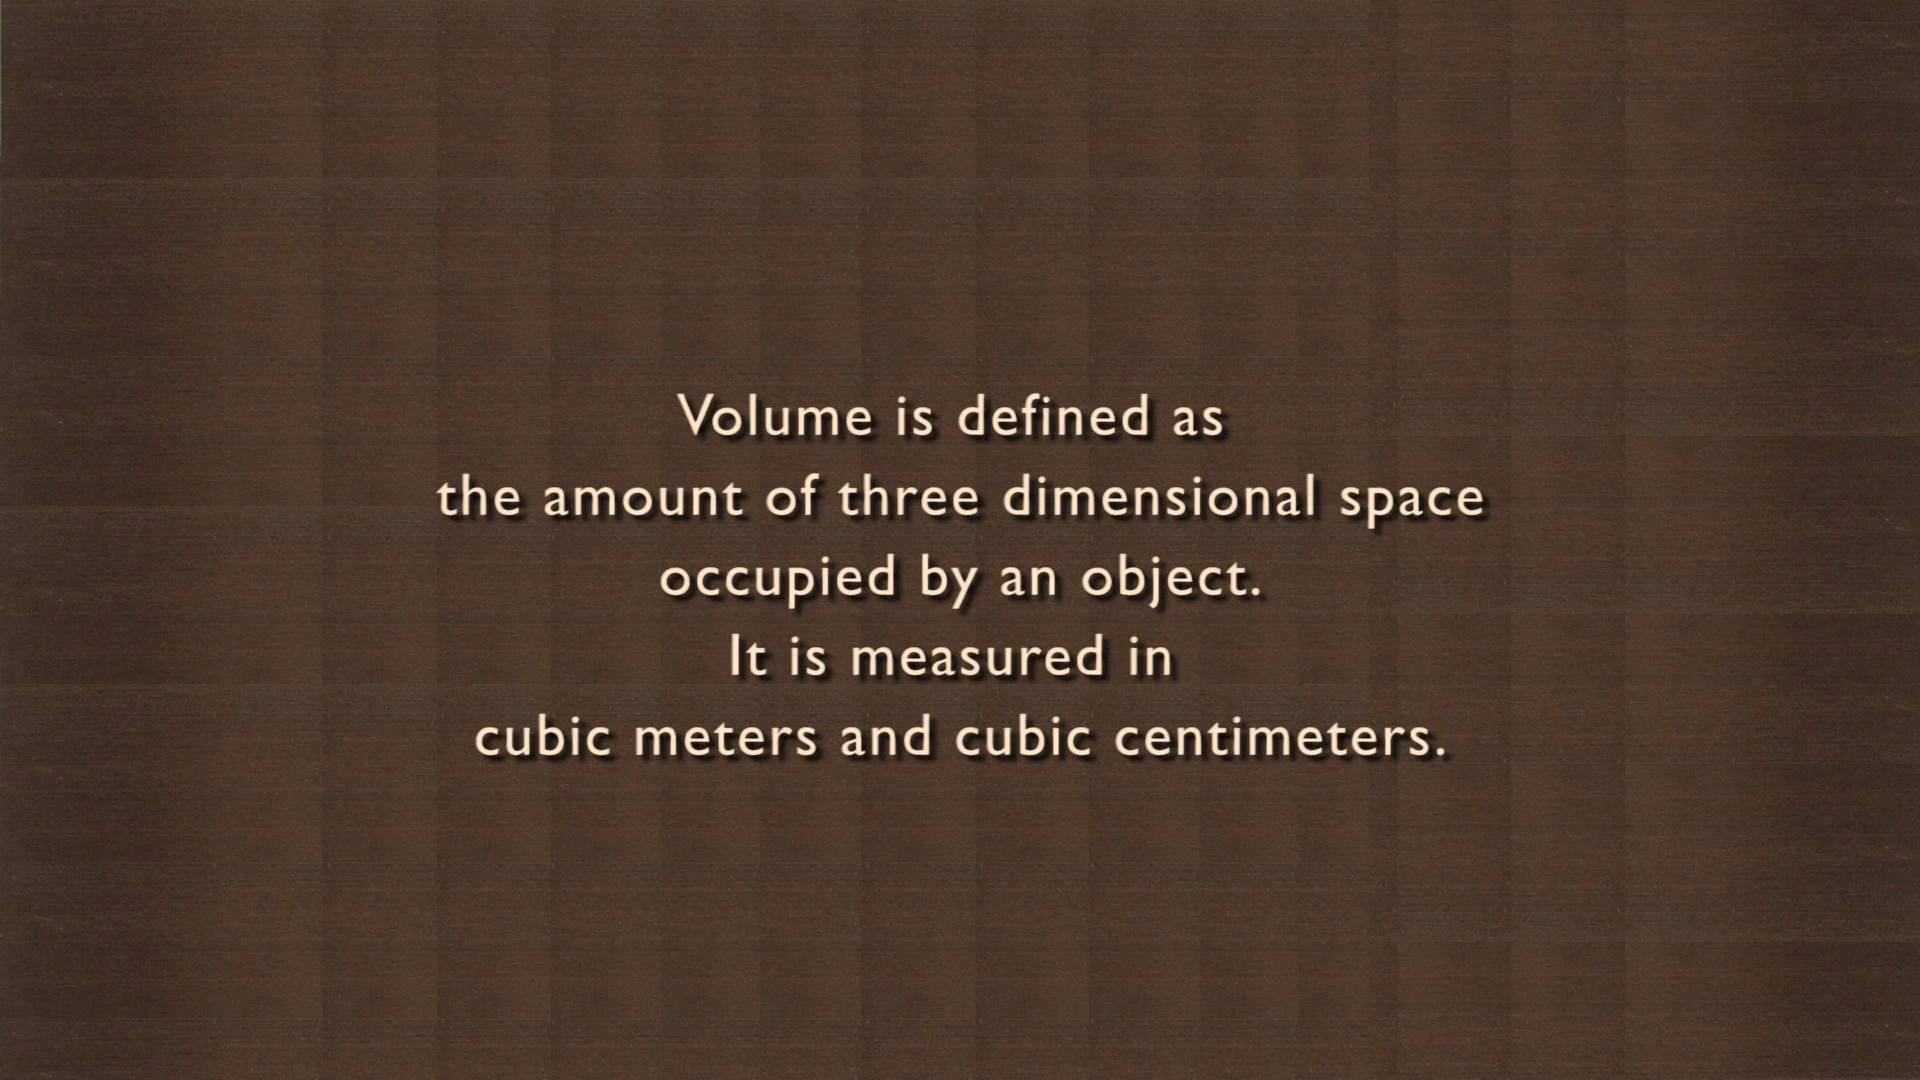 Volume is defined as
the amount of three dimensional space
occupied by an object.
It is measured in
cubic meters and cubic centimeters.